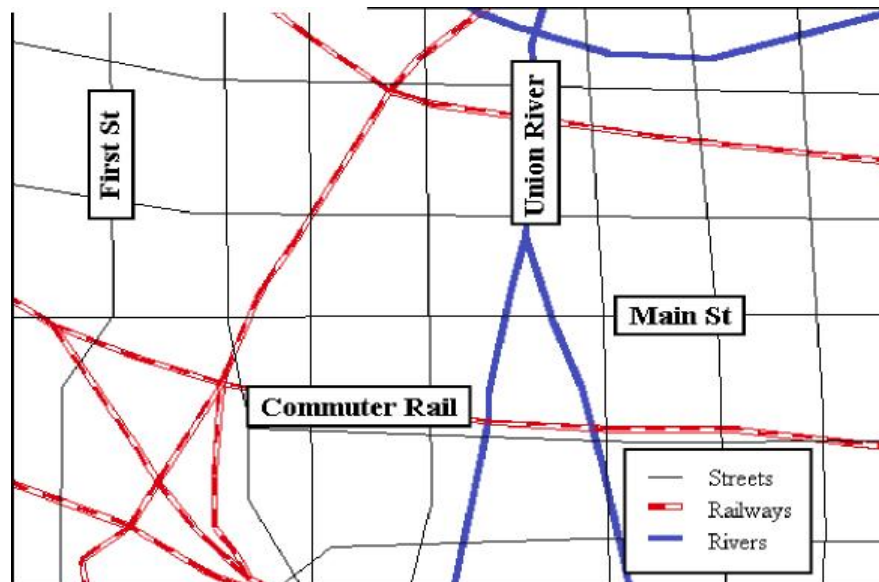 First St
Union River
Main St
Commuter Rail
Streets
Railways
Rivers